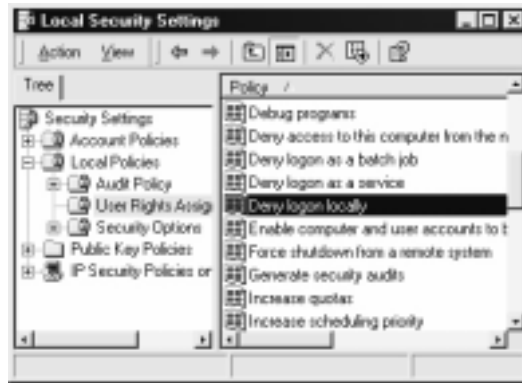 Local Security Settings
Action View
Tree
Security Settings
Account Policies
Local Policies
Audit Policy
User Rights Assig
Security Options
Public Key Policies
IP Security Policies on
Policy /
Debug programs
Deny access to this computer from the n
Deny logon as a batch job
Deny logon as a service
Deny logon locally
Enable computer and user accounts to b
Force shutdown from a remote system
Generate security audits
Increase quotas
Increase scheduling priority